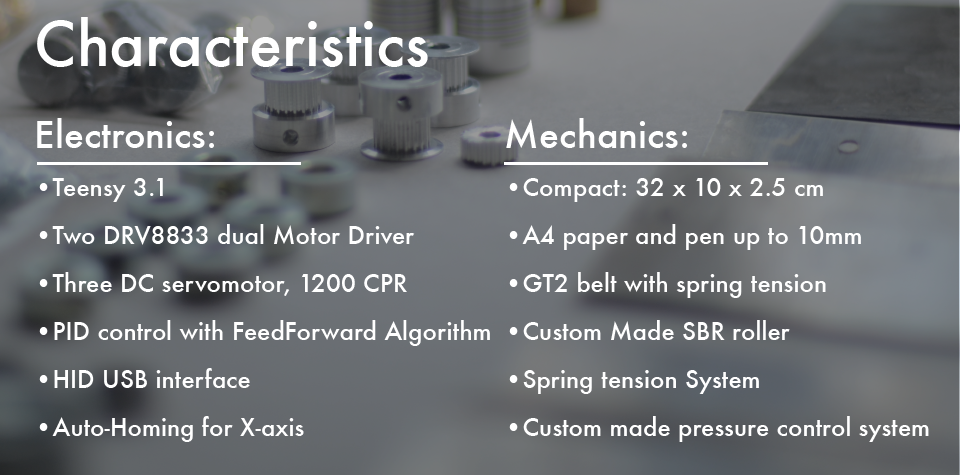 Characteristics
Electronics:
•Teensy 3.1
•Two DRV8833 dual Motor Driver
•Three DC servomotor, 1200 CPR
•PID control with FeedForward Algorithm
•HID USB interface
•Auto-Homing for X-axis
Mechanics:
•Compact: 32 x 10 x 2.5 cm
•A4 paper and pen up to 10mm
•GT2 belt with spring tension
•Custom Made SBR roller
•Spring tension System
•Custom made pressure control system